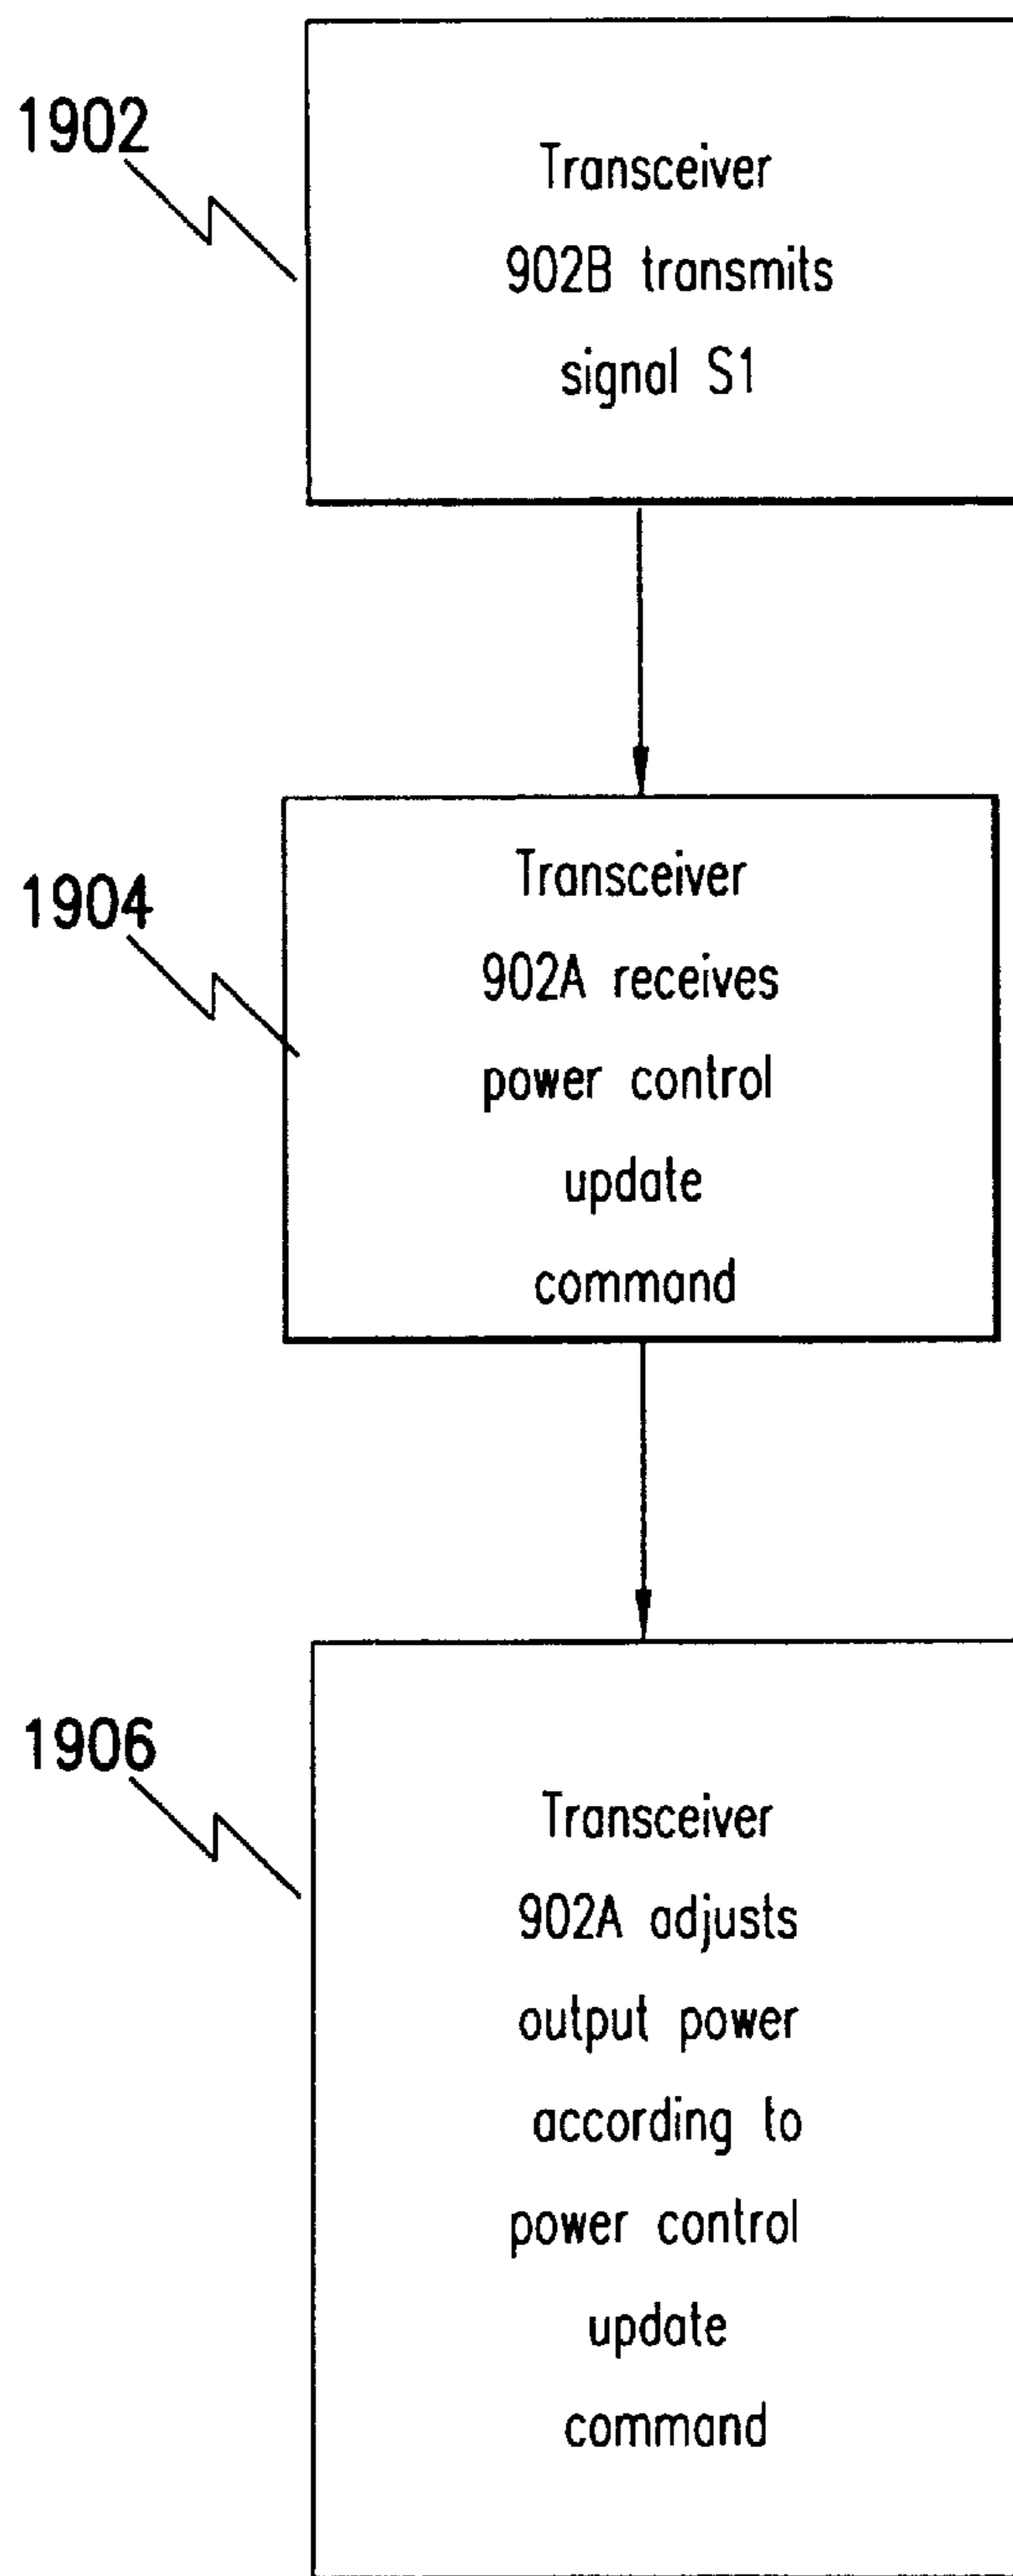 1902
Transceiver
902B transmits
signal S1
1904
Transceiver
902A receives
power control
update
command
1906
Transceiver
902A adjusts
output power
according to
power control
update
command